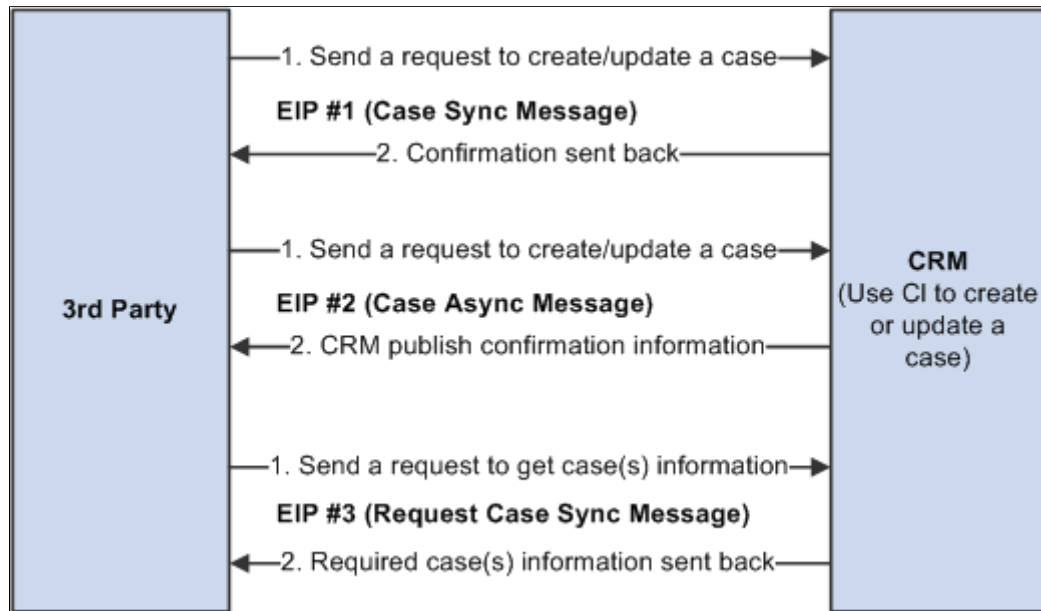 1. Send a request to create/update a case
EIP #1 (Case Sync Message)
2. Confirmation sent back
1. Send a request to create/update a case
3rd Party
EIP #2 (Case Async Message)
2. CRM publish confirmation information
CRM
(Use CI to create
or update a
case)
1. Send a request to get case(s) information
EIP #3 (Request Case Sync Message)
2. Required case(s) information sent back